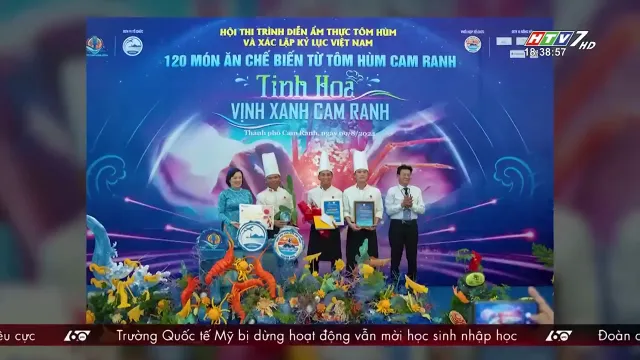 HTV7 HD
18:38:57
HỘI THI TRÌNH DIỄN ẨM THỰC TÔM HÙM
VÀ XÁC LẬP KỶ LỤC VIỆT NAM
120 MÓN ĂN CHẾ BIẾN TỪ TÔM HÙM CAM RANH
Tinh Hoa
VỊNH XANH CAM RANH
Thành phố Cam Ranh, ngày
êu cực
60
Trường Quốc tế Mỹ bị dừng hoạt động vẫn mời học sinh nhập học
60
Đoàn c